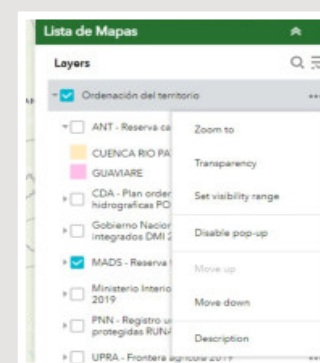 Lista de Mapas
Layers
Ordenación del territorio
ANT - Reserva ca
CUENCA RIO PA
GUAVIARE
CDA - Plan order
hidrograficas PO
Gobierno Nacior
integrados DMI 2
MADS - Reserva
Ministerio Interio
2019
PNN - Registro u
protegidas RUNA
UPRA - Frontera agrícola 2019
Zoom to
Transparency
Set visibility range
Disable pop-up
Move up
Move down
Description